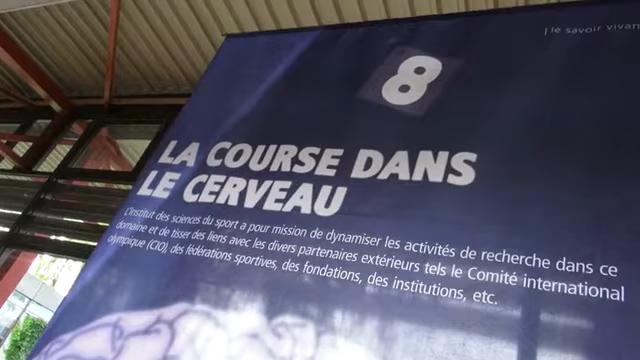 le savoir vivant
8
LA COURSE DANS
LE CERVEAU
L'Institut des sciences du sport a pour mission de dynamiser les activités de recherche dans ce
domaine et de tisser des liens avec les divers partenaires extérieurs tels le Comité international
olympique (CIO), des fédérations sportives, des fondations, des institutions, etc.